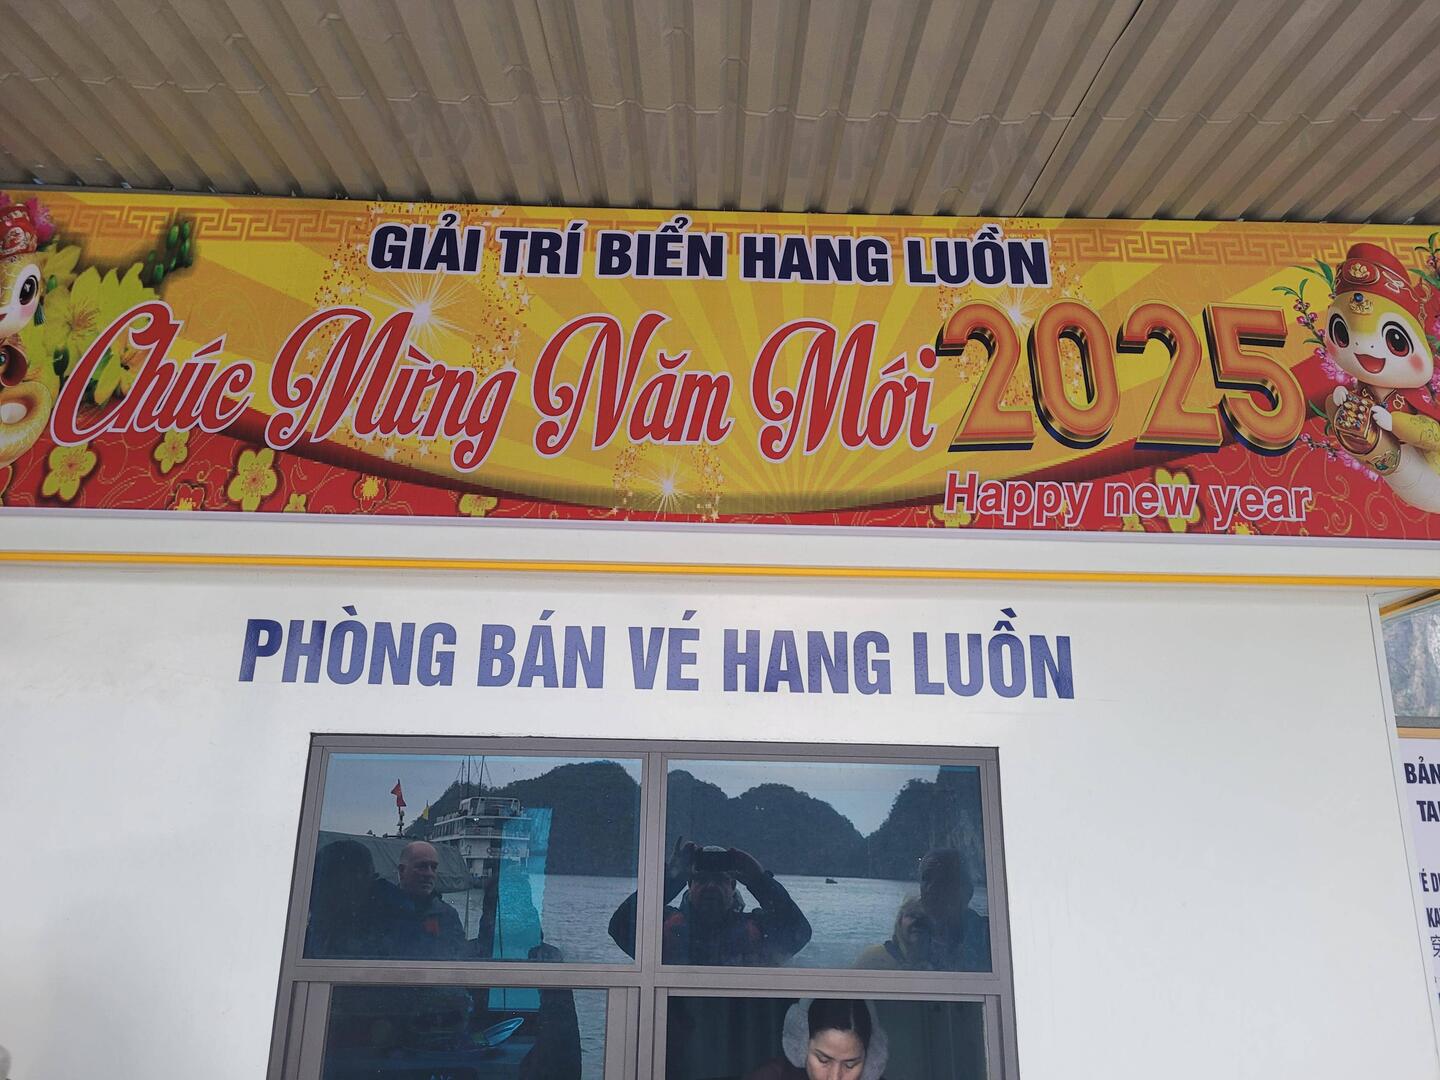 GIẢI TRÍ BIỂN HANG LUỒN
Chúc Mừng Năm Mới 2025
Happy new year
PHÒNG BÁN VÉ HANG LUỒN